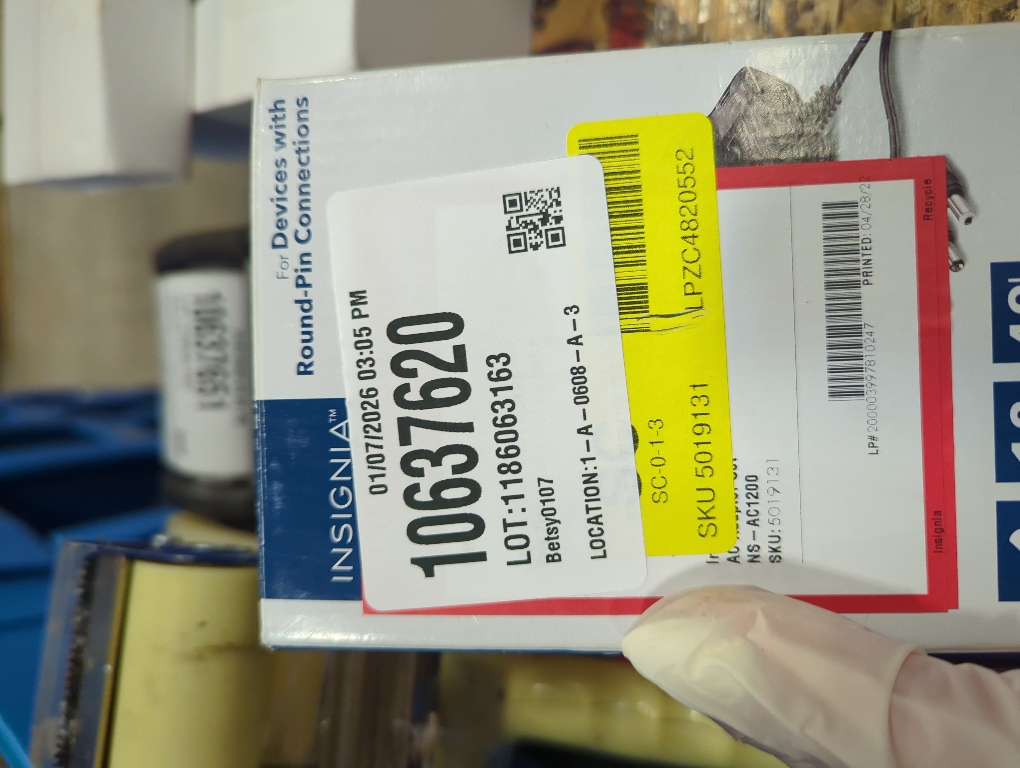 For Devices with
Round-Pin Connections
INSIGNIA™
01/07/2026 03:05 PM
10637620
LOT:1186063163
Betsy0107
LOCATION:1-A-0608-A-3
SC-0-1-3
SKU 5019131
LPZC4820552
NS-AC1200
SKU:5019131
LP#200003997810247
PRINTED:04/28/22
Insignia
Recycle
10637651